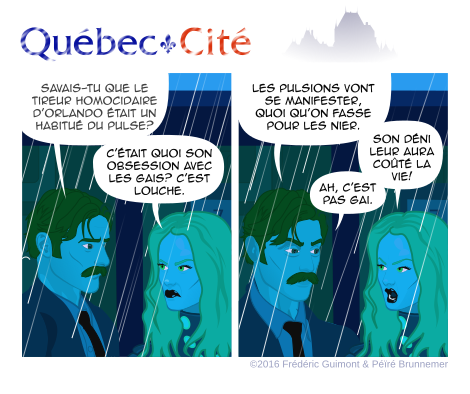 Québec⚜Cité
SAVAIS-TU QUE LE
TIREUR HOMOCIDAIRE
D'ORLANDO ÉTAIT UN
HABITUÉ DU PULSE?
C'ÉTAIT QUOI SON
OBSESSION AVEC
LES GAIS? C'EST
LOUCHE.
LES PULSIONS VONT
SE MANIFESTER,
QUOI QU'ON FASSE
POUR LES NIER.
AH, C'EST
PAS GAI.
SON DÉNI
LEUR AURA
COÛTÉ LA
VIE!
©2016 Frédéric Guimont & Péïré Brunnemer